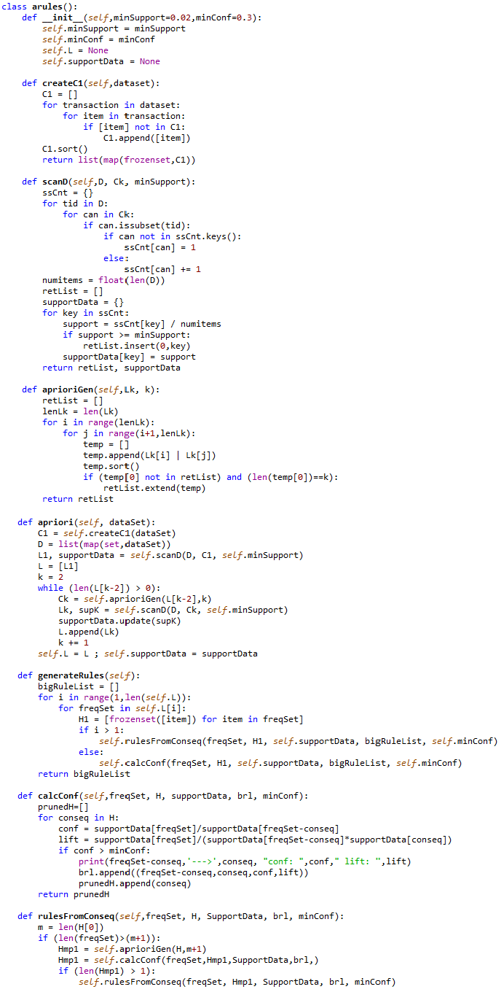 class arules():
    def __init__(self,minSupport=0.02,minConf=0.3):
        self.minSupport = minSupport
        self.minConf = minConf
        self.L = None
        self.supportData = None

    def createC1(self,dataset):
        C1 = []
        for transaction in dataset:
            for item in transaction:
                if [item] not in C1:
                    C1.append([item])
        C1.sort()
        return list(map(frozenset,C1))

    def scanD(self,D, Ck, minSupport):
        ssCnt = {}
        for tid in D:
            for can in Ck:
                if can.issubset(tid):
                    if can not in ssCnt.keys():
                        ssCnt[can] = 1
                    else:
                        ssCnt[can] += 1
        numitems = float(len(D))
        retList = []
        supportData = {}
        for key in ssCnt:
            support = ssCnt[key] / numitems
            if support >= minSupport:
                retList.insert(0,key)
            supportData[key] = support
        return retList, supportData

    def aprioriGen(self,Lk, k):
        retList = []
        lenLk = len(Lk)
        for i in range(lenLk):
            for j in range(i+1,lenLk):
                temp = []
                temp.append(Lk[i] | Lk[j])
                temp.sort()
                if (temp[0] not in retList) and (len(temp[0])==k):
                    retList.extend(temp)
        return retList

    def apriori(self, dataSet):
        C1 = self.createC1(dataSet)
        D = list(map(set,dataSet))
        L1, supportData = self.scanD(D, C1, self.minSupport)
        L = [L1]
        k = 2
        while (len(L[k-2]) > 0):
            Ck = self.aprioriGen(L[k-2],k)
            Lk, supK = self.scanD(D, Ck, self.minSupport)
            supportData.update(supK)
            L.append(Lk)
            k += 1
        self.L = L ; self.supportData = supportData

    def generateRules(self):
        bigRuleList = []
        for i in range(1,len(self.L)):
            for freqSet in self.L[i]:
                H1 = [frozenset([item]) for item in freqSet]
                if i > 1:
                    self.rulesFromConseq(freqSet, H1, self.supportData, bigRuleList, self.minConf)
                else:
                    self.calcConf(freqSet, H1, self.supportData, bigRuleList, self.minConf)
        return bigRuleList

    def calcConf(self,freqSet, H, supportData, brl, minConf):
        prunedH=[]
        for conseq in H:
            conf = supportData[freqSet]/supportData[freqSet-conseq]
            lift = supportData[freqSet]/(supportData[freqSet-conseq]*supportData[conseq])
            if conf > minConf:
                print(freqSet-conseq,'--->',conseq, "conf: ",conf," lift: ",lift)
                brl.append((freqSet-conseq,conseq,conf,lift))
                prunedH.append(conseq)
        return prunedH

    def rulesFromConseq(self,freqSet, H, SupportData, brl, minConf):
        m = len(H[0])
        if (len(freqSet)>(m+1)):
            Hmp1 = self.aprioriGen(H,m+1)
            Hmp1 = self.calcConf(freqSet,Hmp1,SupportData,brl,)
            if (len(Hmp1) > 1):
                self.rulesFromConseq(freqSet, Hmp1, SupportData, brl, minConf)